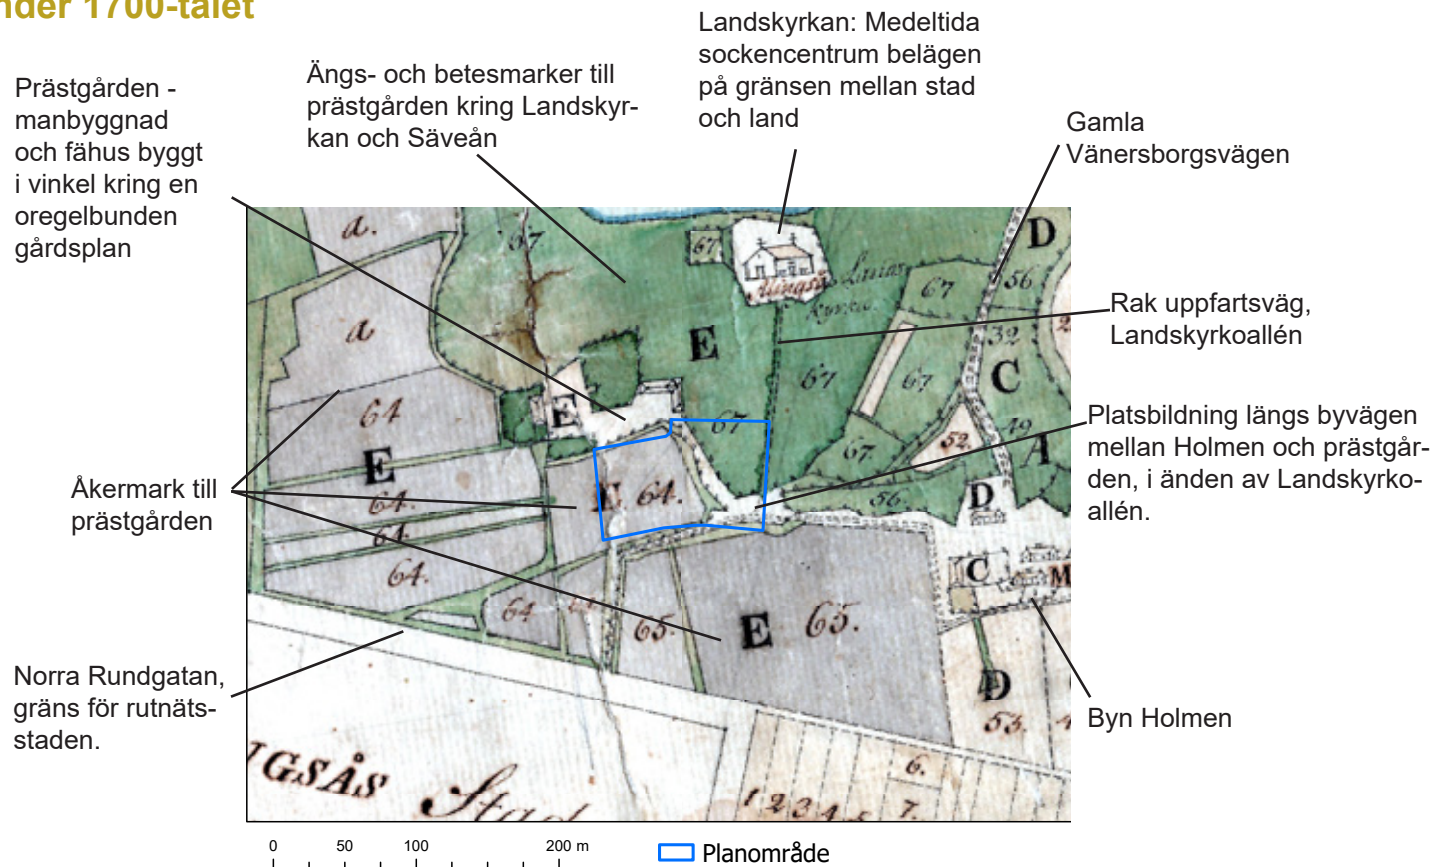 nder 1700-talet
Landskyrkan: Medeltida
sockencentrum belägen
på gränsen mellan stad
och land
Prästgården -
manbyggnad
och fähus byggt
i vinkel kring en
oregelbunden
gårdsplan
Ängs- och betesmarker till
prästgården kring Landskyr-
kan och Säveån
Gamla
Vänersborgsvägen
Rak uppfartsväg,
Landskyrkoallén
Platsbildning längs byvägen
mellan Holmen och prästgår-
den, i änden av Landskyrko-
allén.
Åkermark till
prästgården
Norra Rundgatan,
gräns för rutnäts-
staden.
Byn Holmen
a.
67
67
D
67
56
a
E
32
67
67
C
64
E
67
49
52.
67
A
E
64.
E
64.
56.
D
64.
64.
C
M
64
65.
E
65.
D
53.
6.
GSÅS Stad
1 2 3 4 5
7.
0 50 100 200 m
Planområde